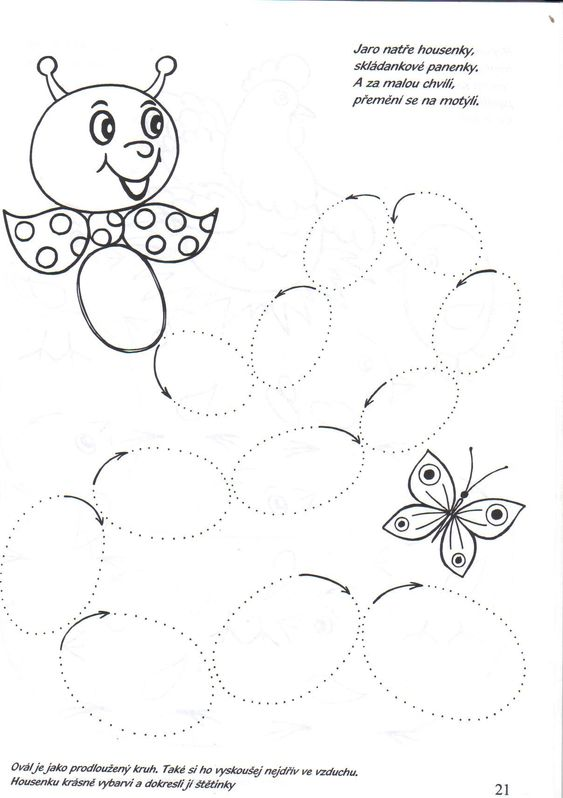 Jaro natře housenky,
skládankové panenky.
A za malou chvíli,
přemění se na motýli.
Ovál je jako prodloužený kruh. Také si ho vyskoušej nejdřív ve vzduchu.
Housenku krásně vybarvi a dokresli jí štětinky
21